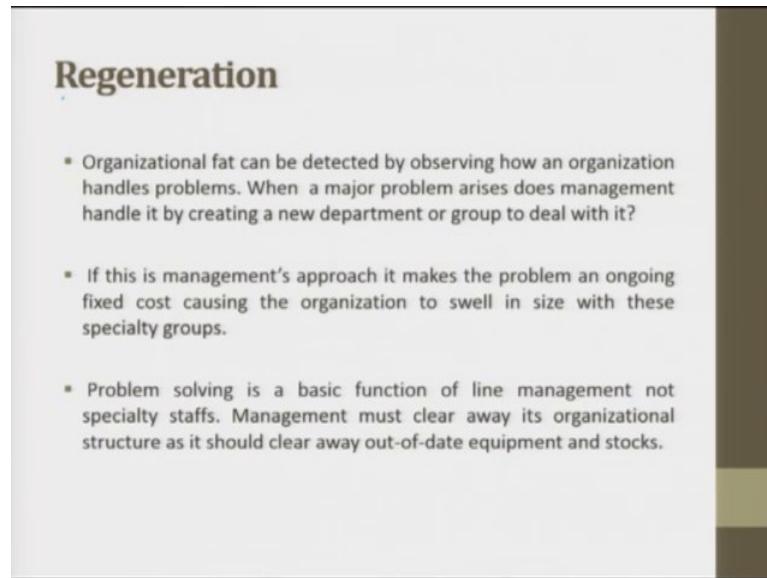 Regeneration
▪ Organizational fat can be detected by observing how an organization
handles problems. When a major problem arises does management
handle it by creating a new department or group to deal with it?
▪ If this is management's approach it makes the problem an ongoing
fixed cost causing the organization to swell in size with these
specialty groups.
▪ Problem solving is a basic function of line management not
specialty staffs. Management must clear away its organizational
structure as it should clear away out-of-date equipment and stocks.